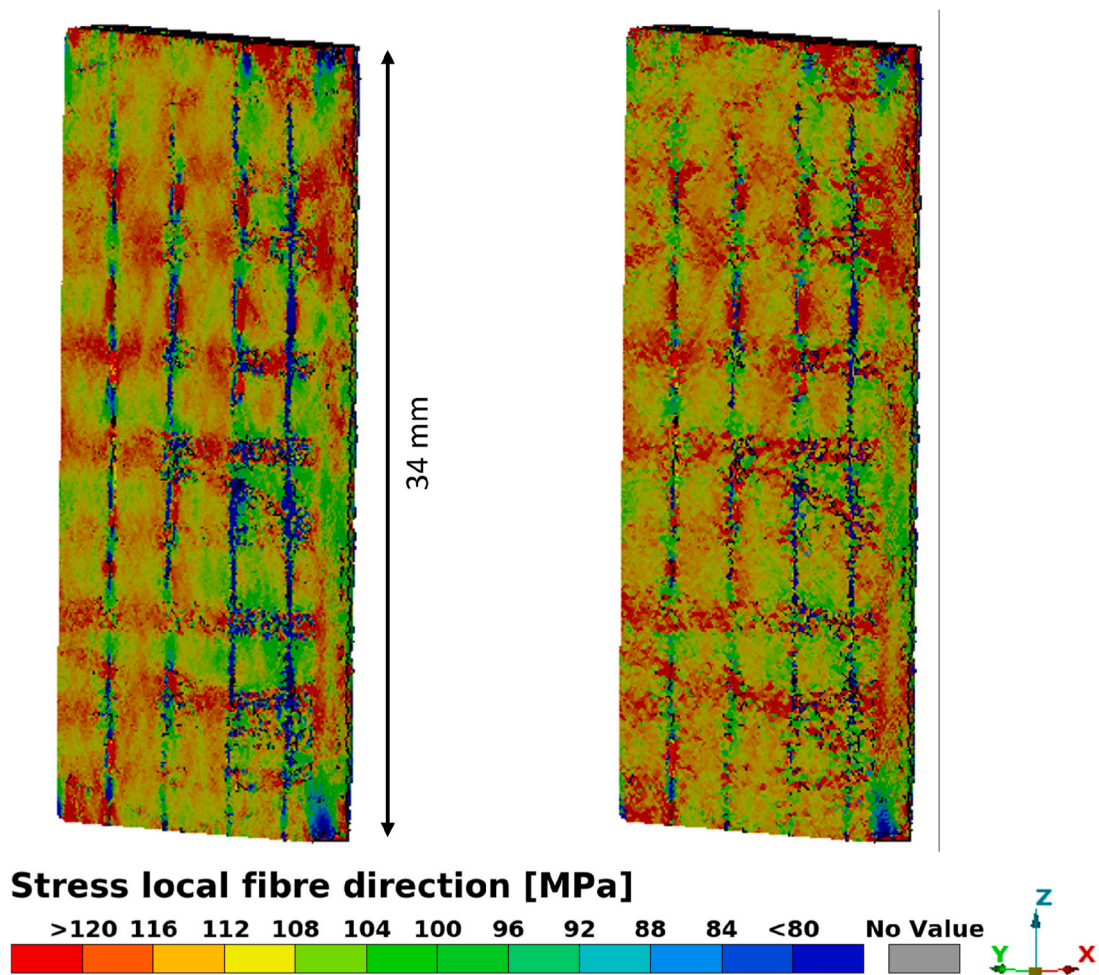 34 mm
Stress local fibre direction [MPa]
>120 116 112 108 104 100 96 92 88 84 <80 No Value
Z
Y X